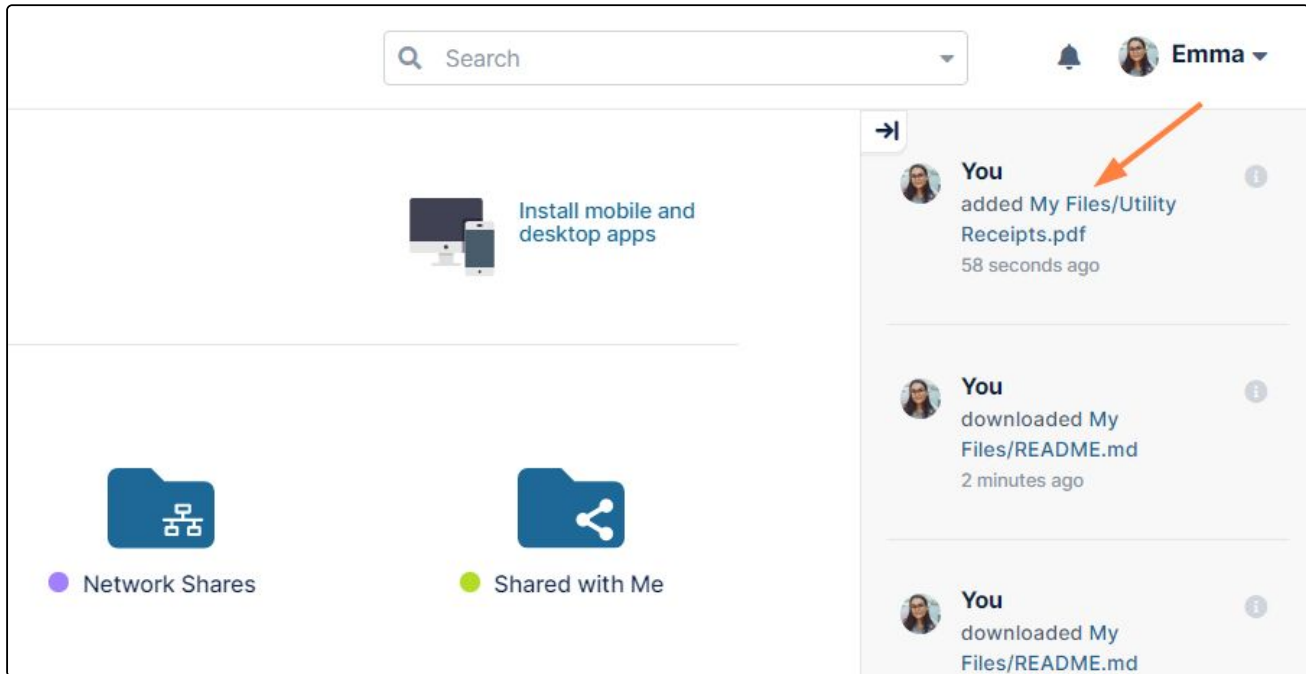 Search
Emma
Install mobile and
desktop apps
Network Shares
Shared with Me
You
added My Files/Utility
Receipts.pdf
58 seconds ago
You
downloaded My
Files/README.md
2 minutes ago
You
downloaded My
Files/README.md